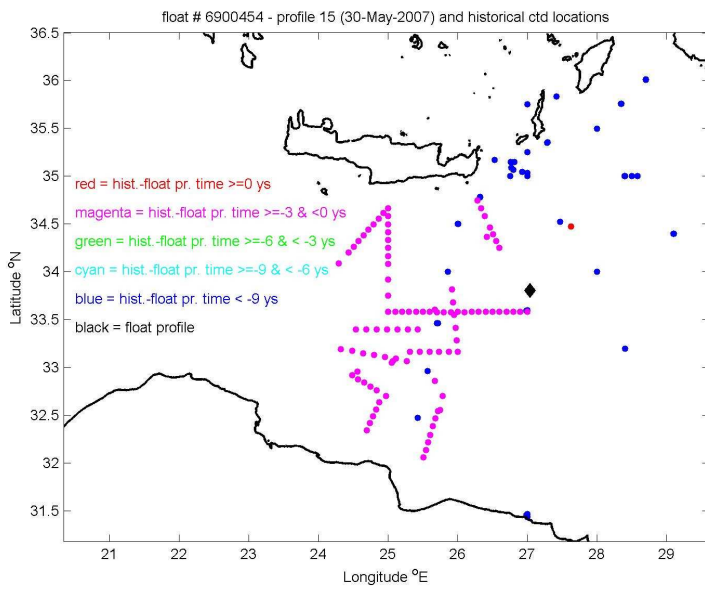 float # 6900454 - profile 15 (30-May-2007) and historical ctd locations
36.5
36
35.5
35
34.5
34
33.5
33
32.5
32
31.5
Latitude °N
red = hist.-float pr. time >=0 ys
magenta = hist.-float pr. time >=-3 & <0 ys
green = hist.-float pr. time >=-6 & < -3 ys
cyan = hist.-float pr. time >=-9 & < -6 ys
blue = hist.-float pr. time < -9 ys
black = float profile
21 22 23 24 25 26 27 28 29
Longitude °E